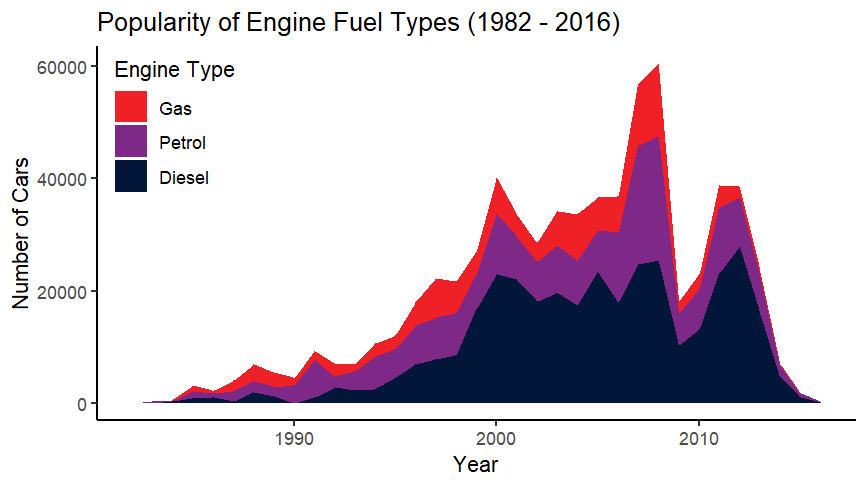 Popularity of Engine Fuel Types (1982 - 2016)
60000
40000
20000
0
Number of Cars
Engine Type
Gas
Petrol
Diesel
1990
2000
2010
Year